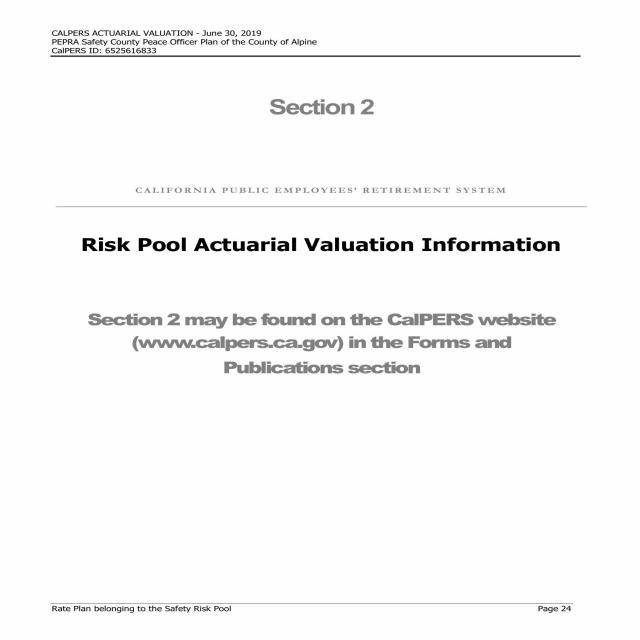 CALPERS ACTUARIAL VALUATION - June 30, 2019
PEPRA Safety County Peace Officer Plan of the County of Alpine
CalPERS ID: 6525616833
Section 2
CALIFORNIA PUBLIC EMPLOYEES' RETIREMENT SYSTEM
Risk Pool Actuarial Valuation Information
Section 2 may be found on the CalPERS website
(www.calpers.ca.gov) in the Forms and
Publications section
Rate Plan belonging to the Safety Risk Pool Page 24